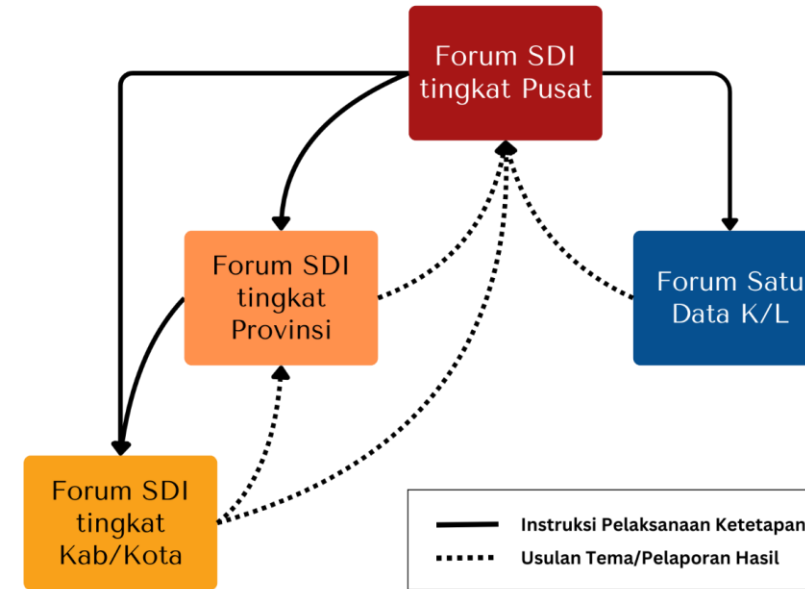 Forum SDI
tingkat Pusat
Forum SDI
tingkat
Provinsi
Forum Satu
Data K/L
Forum SDI
tingkat
Kab/Kota
Instruksi Pelaksanaan Ketetapan
Usulan Tema/Pelaporan Hasil